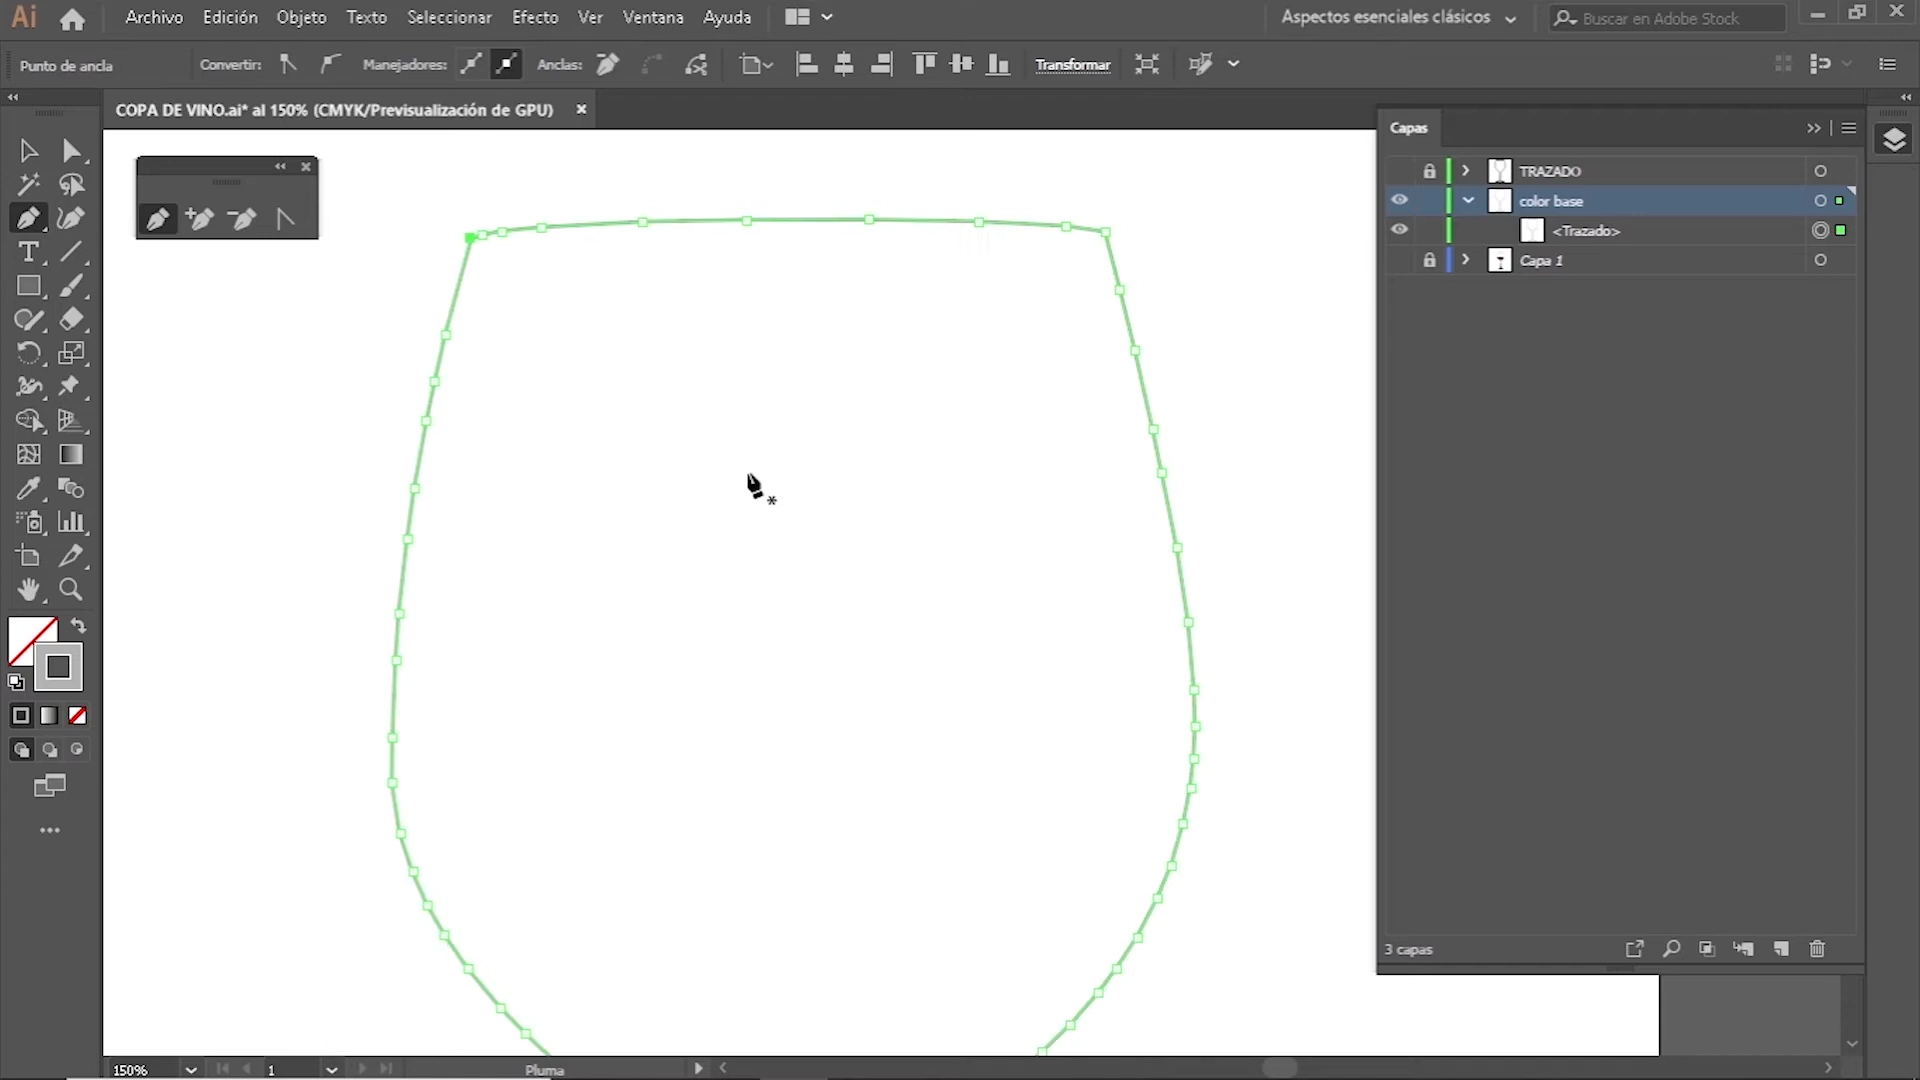 Ai Archivo Edición Objeto Texto Seleccionar Efecto Ver Ventana Ayuda Aspectos esenciales clásicos Buscar en Adobe Stock
Punto de ancla Convertir: Manejadores: Anclas: Transformar
COPA DE VINO.ai* al 150% (CMYK/Previsualización de GPU) ×
Capas
TRAZADO
color base
<Trazado>
Capa 1
3 capas
150% 1 Pluma